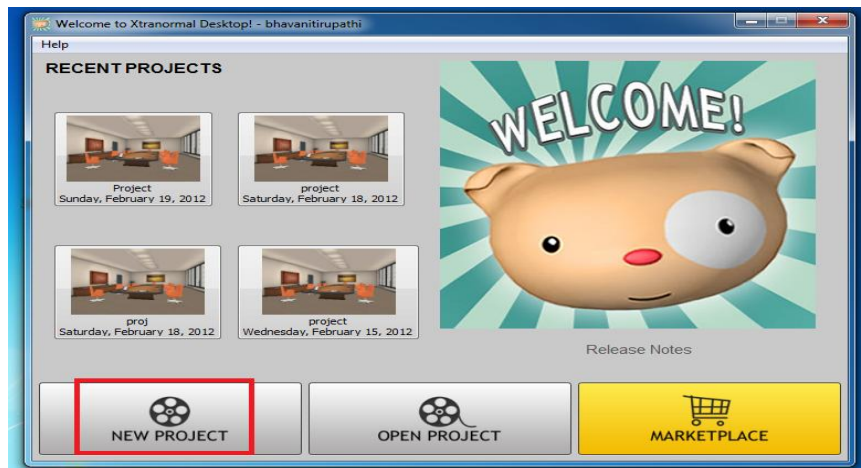 Welcome to Xtranormal Desktop! - bhavanitirupathi
Help
RECENT PROJECTS
Project
Sunday, February 19, 2012
project
Saturday, February 18, 2012
proj
Saturday, February 18, 2012
project
Wednesday, February 15, 2012
WELCOME!
Release Notes
NEW PROJECT
OPEN PROJECT
MARKETPLACE